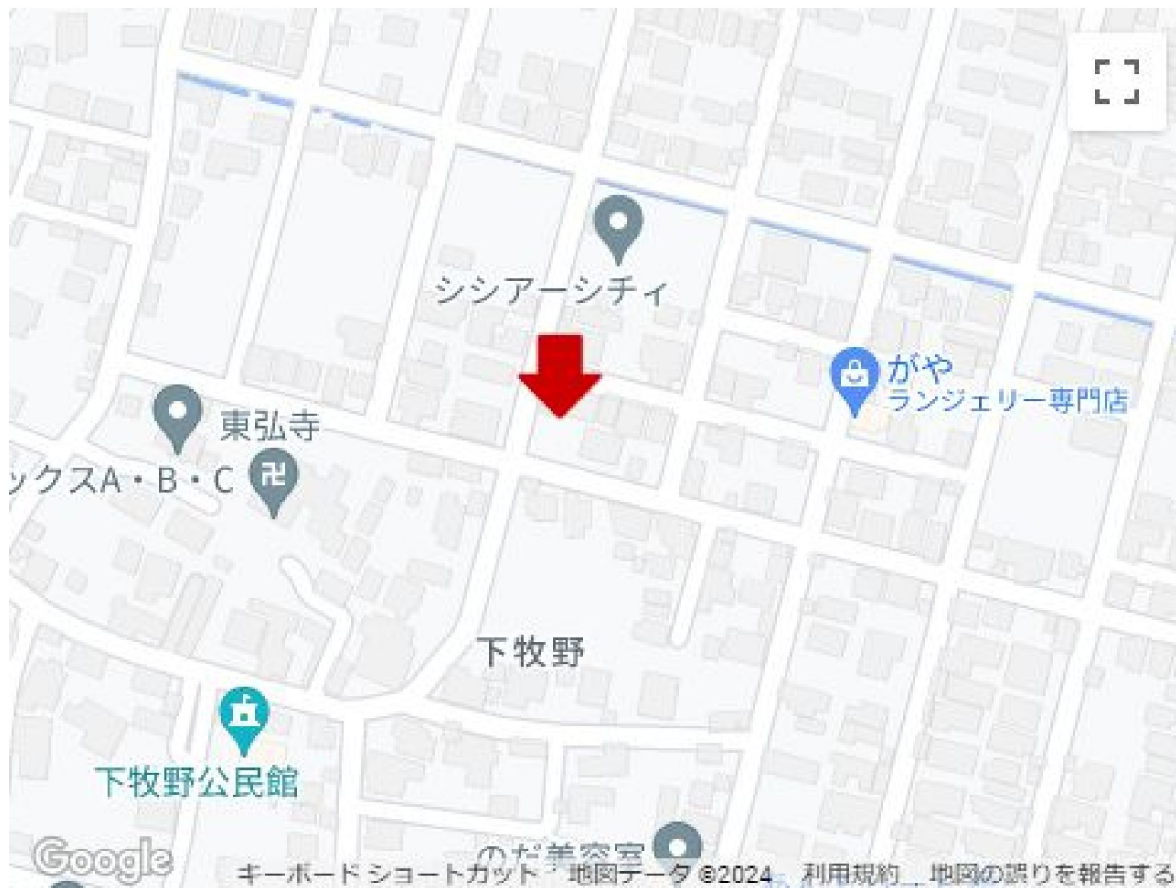 シシアーシティ
がや
ランジェリー専門店
東弘寺
ックスA・B・C
卍
下牧野
下牧野公民館
のだ美容室
Google
キーボード ショートカット 地図データ ©2024 利用規約 地図の誤りを報告する